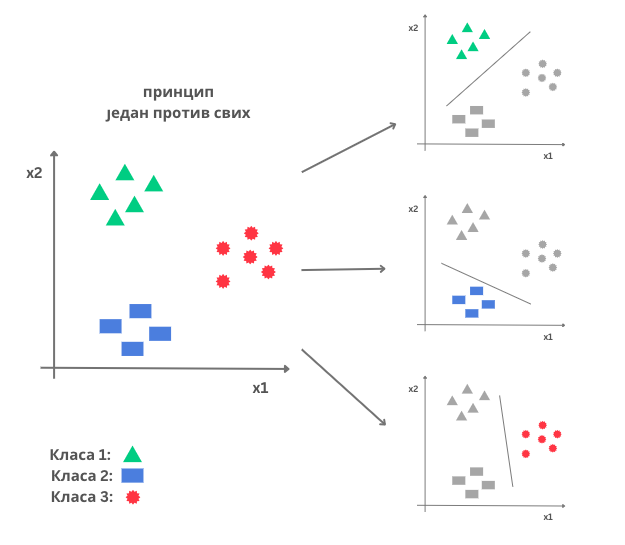 принцип
један против свих
x2
x1
Класа 1:
Класа 2:
Класа 3:
x2
x1
x2
x1
x2
x1